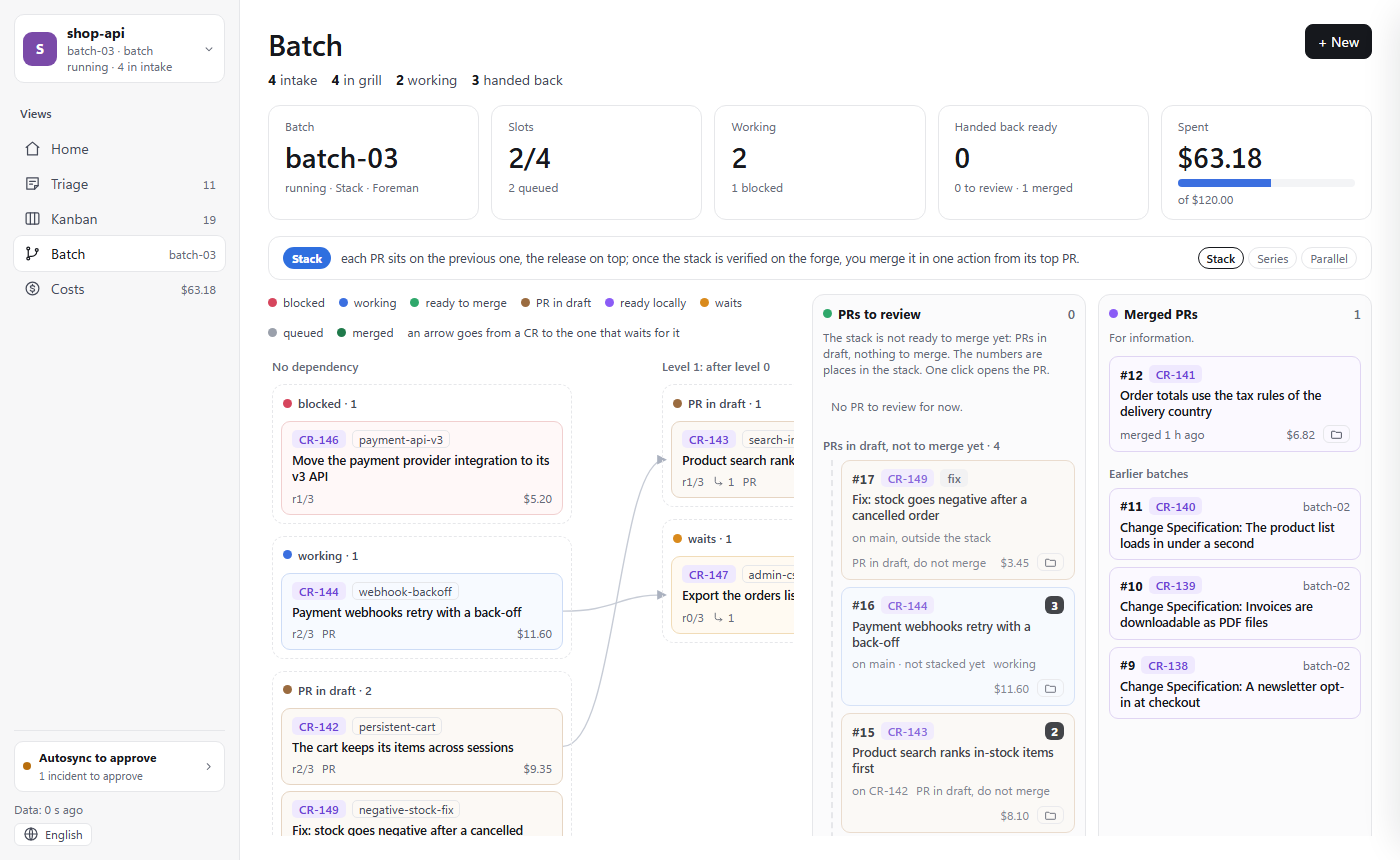 S
shop-api
batch-03 · batch
running · 4 in intake
Views
Home
Triage 11
Kanban 19
Batch batch-03
Costs $63.18
Autosync to approve
1 incident to approve
Data: 0 s ago
English
Batch
+ New
4 intake 4 in grill 2 working 3 handed back
Batch
batch-03
running · Stack · Foreman
Slots
2/4
2 queued
Working
2
1 blocked
Handed back ready
0
0 to review · 1 merged
Spent
$63.18
of $120.00
Stack each PR sits on the previous one, the release on top; once the stack is verified on the forge, you merge it in one action from its top PR.
Stack Series Parallel
blocked working ready to merge PR in draft ready locally waits
queued merged an arrow goes from a CR to the one that waits for it
No dependency
blocked · 1
CR-146 payment-api-v3
Move the payment provider integration to its
v3 API
r1/3 $5.20
working · 1
CR-144 webhook-backoff
Payment webhooks retry with a back-off
r2/3 PR $11.60
PR in draft · 2
CR-142 persistent-cart
The cart keeps its items across sessions
r2/3 PR $9.35
CR-149 negative-stock-fix
Fix: stock goes negative after a cancelled
Level 1: after level 0
PR in draft · 1
CR-143
Product search rank
r1/3 ↳ 1 PR
waits · 1
CR-147
Export the orders
r0/3 ↳ 1
PRs to review 0
The stack is not ready to merge yet: PRs in
draft, nothing to merge. The numbers are
places in the stack. One click opens the PR.
No PR to review for now.
PRs in draft, not to merge yet · 4
#17 CR-149 fix
Fix: stock goes negative after a
cancelled order
on main, outside the stack
PR in draft, do not merge $3.45
#16 CR-144 3
Payment webhooks retry with a
back-off
on main · not stacked yet working
$11.60
#15 CR-143 2
Product search ranks in-stock items
first
on CR-142 PR in draft, do not merge
$8.10
Merged PRs 1
For information.
#12 CR-141
Order totals use the tax rules of the
delivery country
merged 1 h ago $6.82
Earlier batches
#11 CR-140 batch-02
Change Specification: The product list
loads in under a second
#10 CR-139 batch-02
Change Specification: Invoices are
downloadable as PDF files
#9 CR-138 batch-02
Change Specification: A newsletter opt-
in at checkout